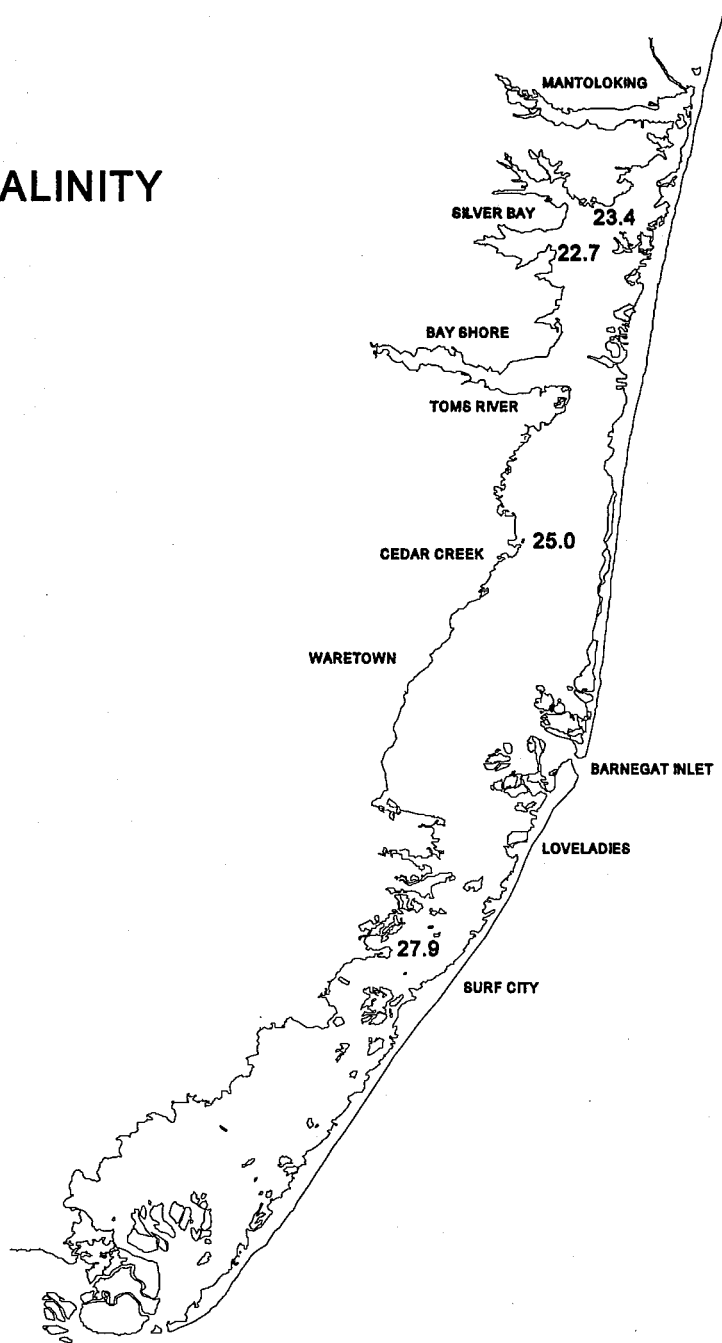 MANTOLOKING
ALINITY
SILVER BAY
23.4
22.7
BAY SHORE
TOMS RIVER
25.0
CEDAR CREEK
WARETOWN
BARNEGAT INLET
LOVELADIES
27.9
SURF CITY